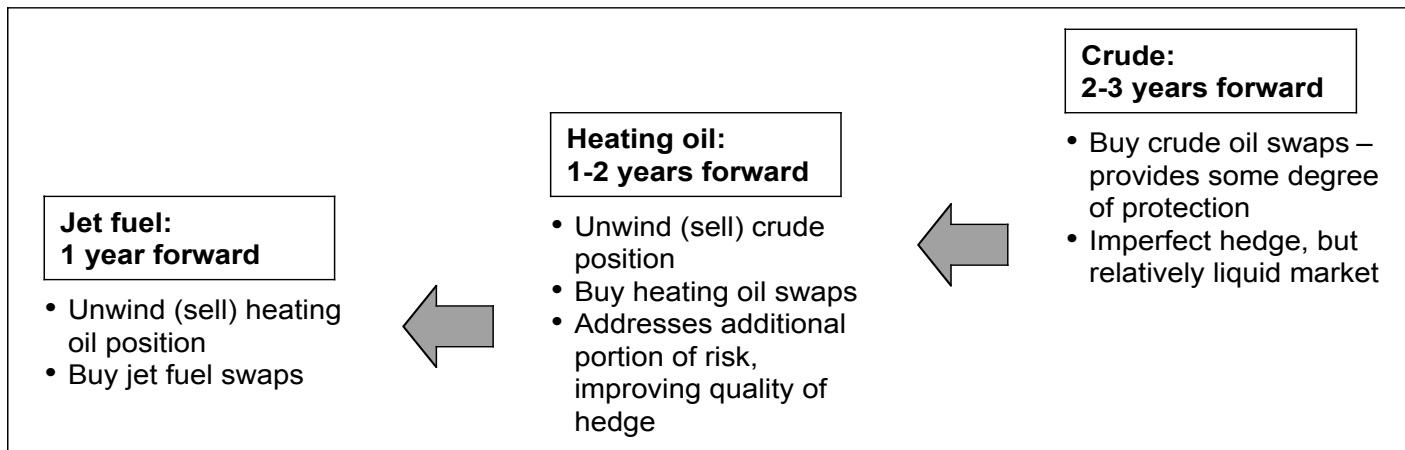 Crude:
2-3 years forward
• Buy crude oil swaps –
provides some degree
of protection
• Imperfect hedge, but
relatively liquid market
Heating oil:
1-2 years forward
• Unwind (sell) crude
position
• Buy heating oil swaps
• Addresses additional
portion of risk,
improving quality of
hedge
Jet fuel:
1 year forward
• Unwind (sell) heating
oil position
• Buy jet fuel swaps